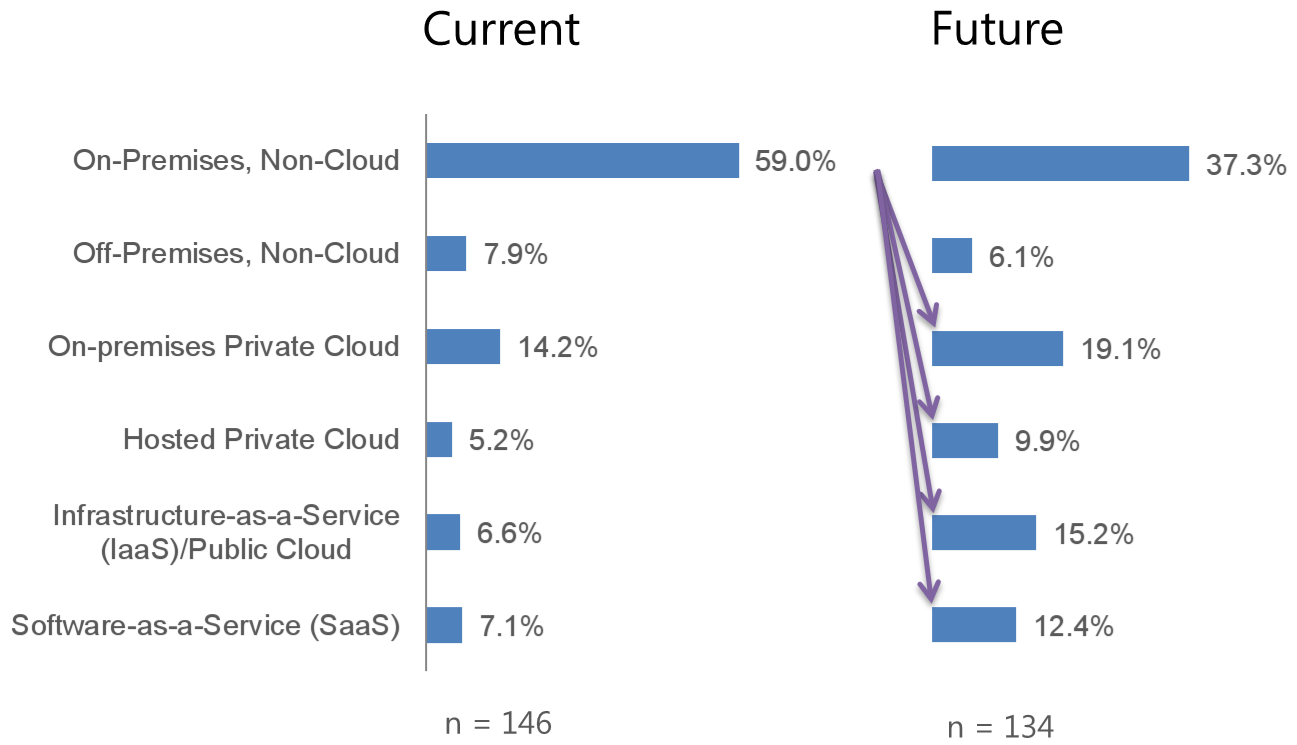 Current Future
On-Premises, Non-Cloud 59.0% 37.3%
Off-Premises, Non-Cloud 7.9% 6.1%
On-premises Private Cloud 14.2% 19.1%
Hosted Private Cloud 5.2% 9.9%
Infrastructure-as-a-Service
(IaaS)/Public Cloud 6.6% 15.2%
Software-as-a-Service (SaaS) 7.1% 12.4%
n = 146 n = 134